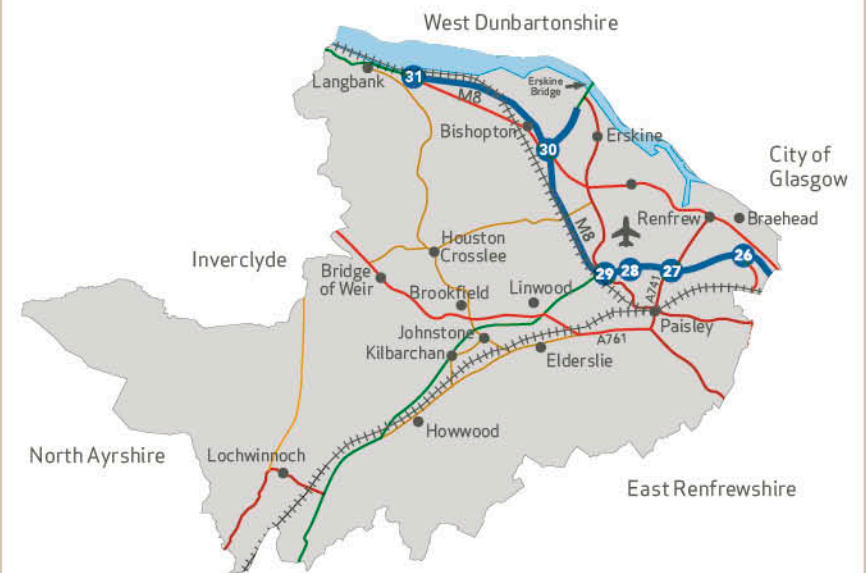 West Dunbartonshire
Langbank
31
M8
Erskine
Bridge
Bishopton
30
Erskine
City of
Glasgow
Renfrew
Braehead
M8
Inverclyde
Houston
Crosslee
Bridge
of Weir
29
28
27
26
Brookfield
Linwood
A741
Johnstone
Paisley
Kilbarchan
A761
Elderslie
Howwood
North Ayrshire
Lochwinnoch
East Renfrewshire